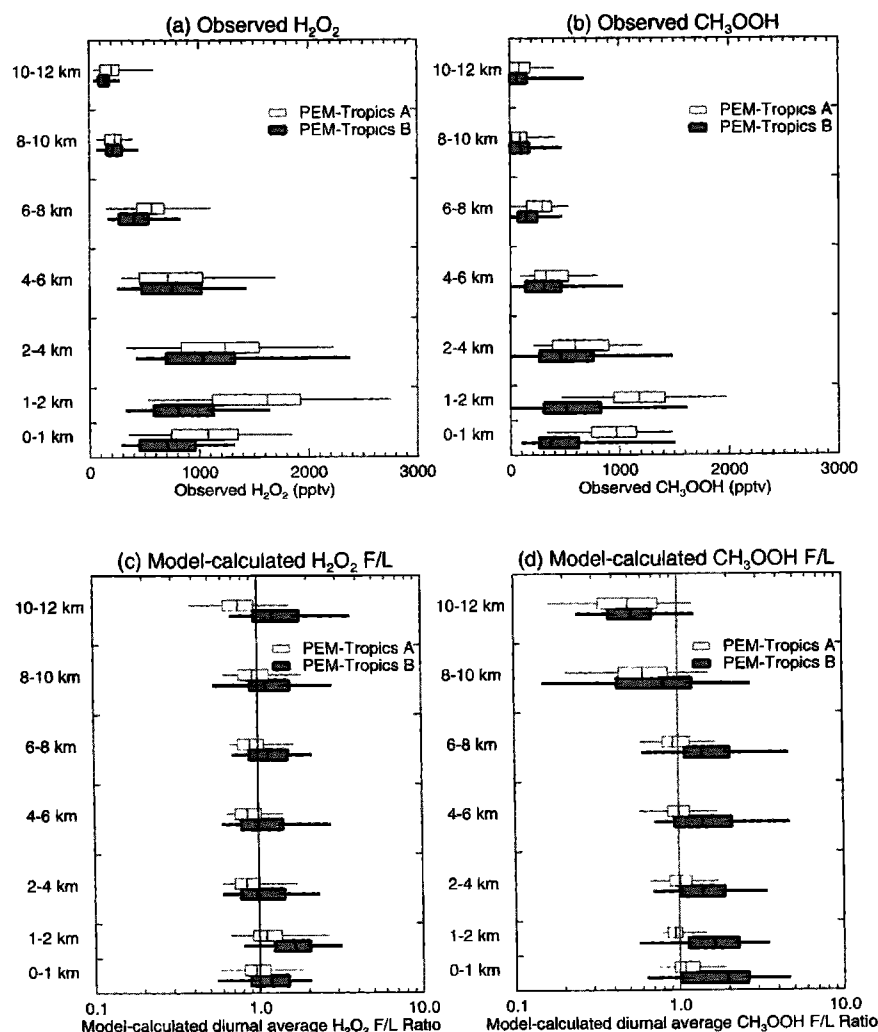 (a) Observed H₂O₂
10-12 km
8-10 km
6-8 km
4-6 km
2-4 km
1-2 km
0-1 km
PEM-Tropics A
PEM-Tropics B
0 1000 2000 3000
Observed H₂O₂ (pptv)
(b) Observed CH₃OOH
10-12 km
8-10 km
6-8 km
4-6 km
2-4 km
1-2 km
0-1 km
PEM-Tropics A
PEM-Tropics B
0 1000 2000 3000
Observed CH₃OOH (pptv)
(c) Model-calculated H₂O₂ F/L
10-12 km
8-10 km
6-8 km
4-6 km
2-4 km
1-2 km
0-1 km
PEM-Tropics A
PEM-Tropics B
0.1 1.0 10.0
Model-calculated diurnal average H₂O₂ F/L Ratio
(d) Model-calculated CH₃OOH F/L
10-12 km
8-10 km
6-8 km
4-6 km
2-4 km
1-2 km
0-1 km
PEM-Tropics A
PEM-Tropics B
0.1 1.0 10.0
Model-calculated diurnal average CH₃OOH F/L Ratio